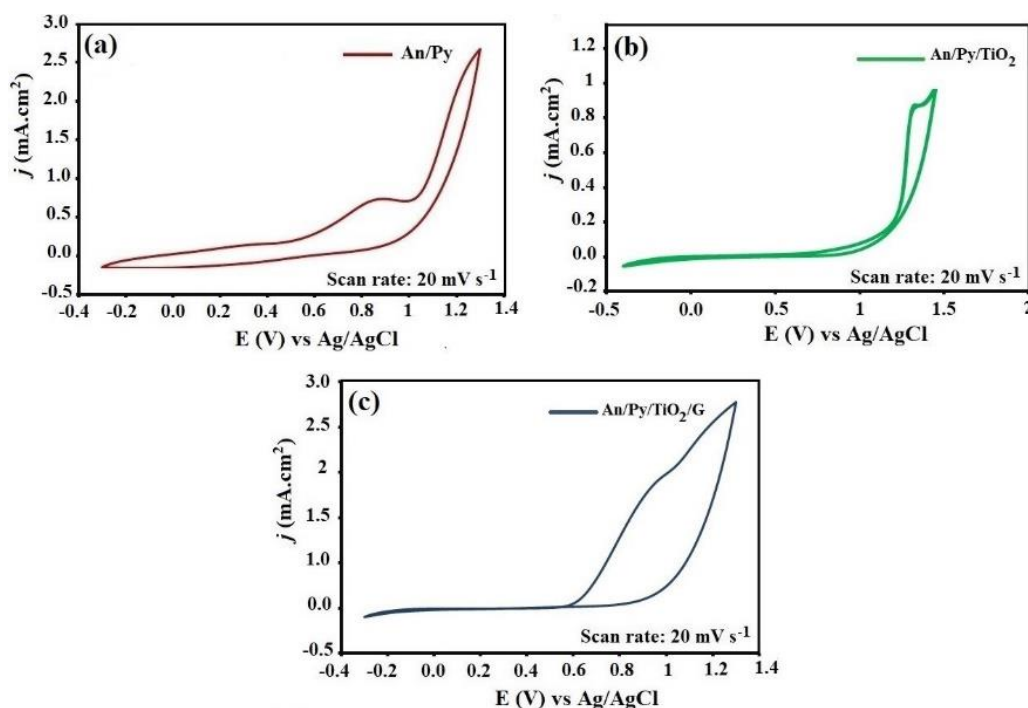 (a)
An/Py
3.0
2.5
2.0
1.5
1.0
0.5
0.0
-0.5
j (mA.cm²)
Scan rate: 20 mV s⁻¹
-0.4 -0.2 0.0 0.2 0.4 0.6 0.8 1.0 1.2 1.4
E (V) vs Ag/AgCl
(b)
An/Py/TiO₂
1.2
1
0.8
0.6
0.4
0.2
0.0
-0.2
j (mA.cm²)
Scan rate: 20 mV s⁻¹
-0.5 0.0 0.5 1 1.5 2
E (V) vs Ag/AgCl
(c)
An/Py/TiO₂/G
3.0
2.5
2
1.5
1.0
0.5
0.0
-0.5
j (mA.cm²)
Scan rate: 20 mV s⁻¹
-0.4 -0.2 0.0 0.2 0.4 0.6 0.8 1 1.2 1.4
E (V) vs Ag/AgCl